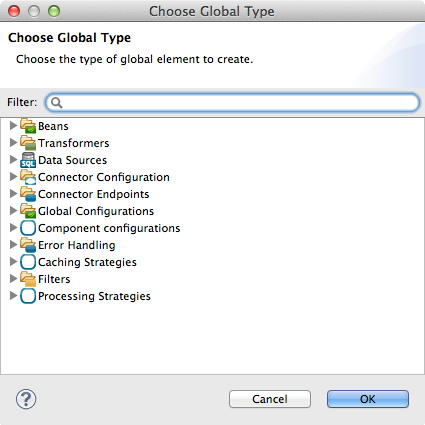 Choose Global Type
Choose Global Type
Choose the type of global element to create.
Filter:
Beans
Transformers
SQL Data Sources
Connector Configuration
Connector Endpoints
Global Configurations
Component configurations
Error Handling
Caching Strategies
Filters
Processing Strategies
? Cancel OK